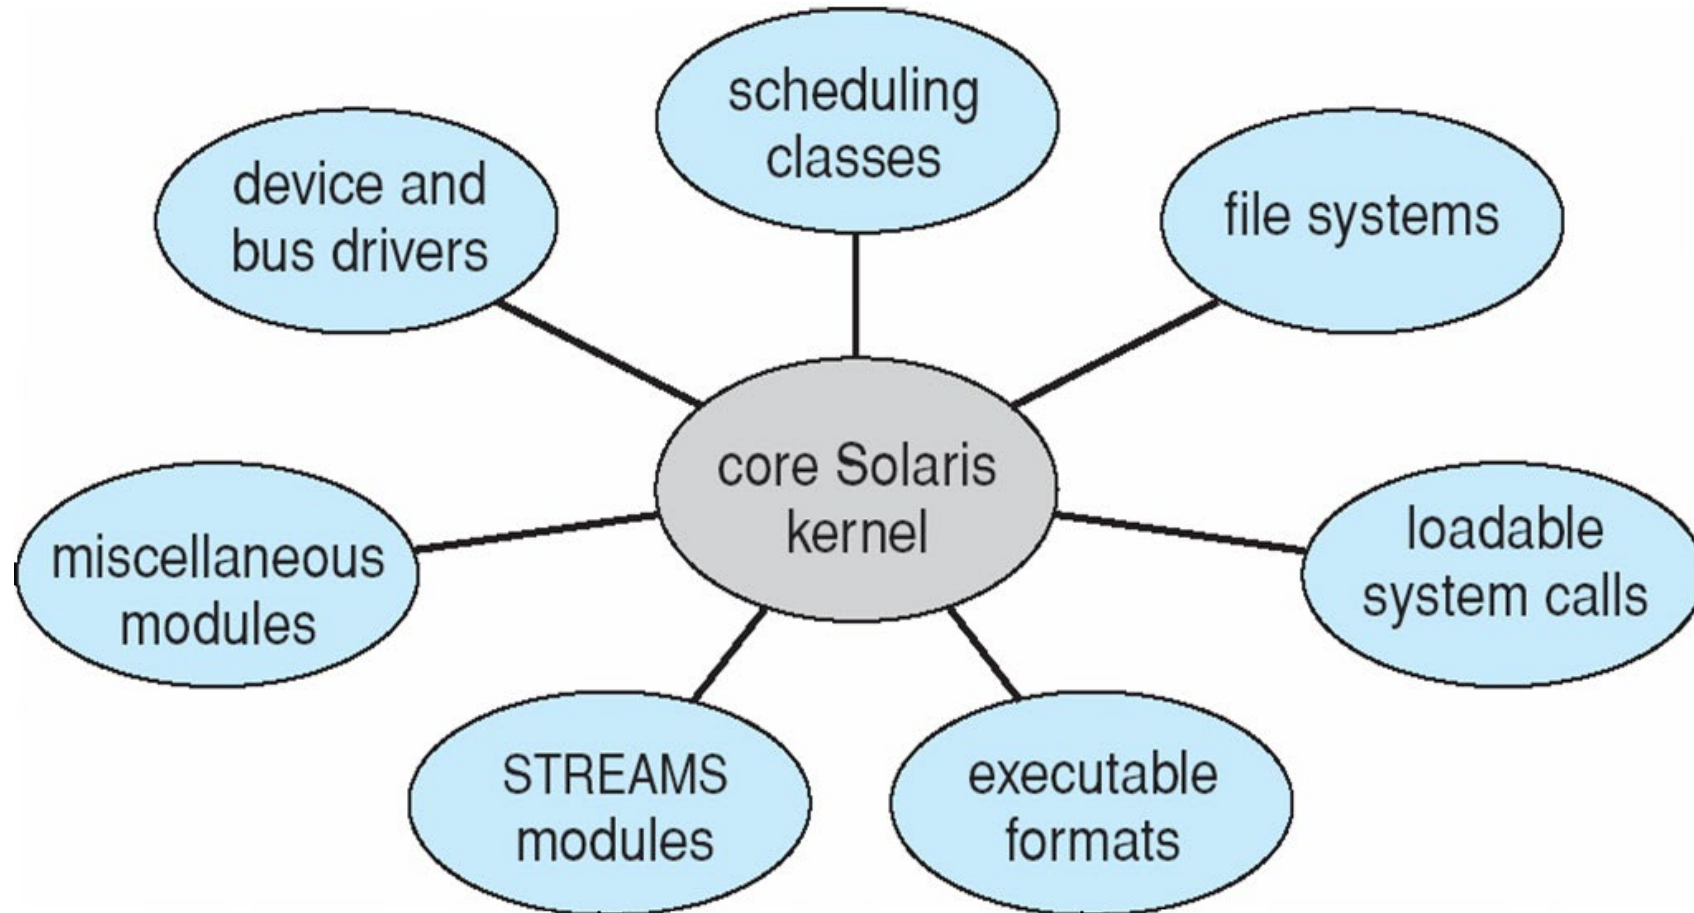 scheduling
classes
device and
bus drivers
file systems
core Solaris
kernel
loadable
system calls
miscellaneous
modules
STREAMS
modules
executable
formats